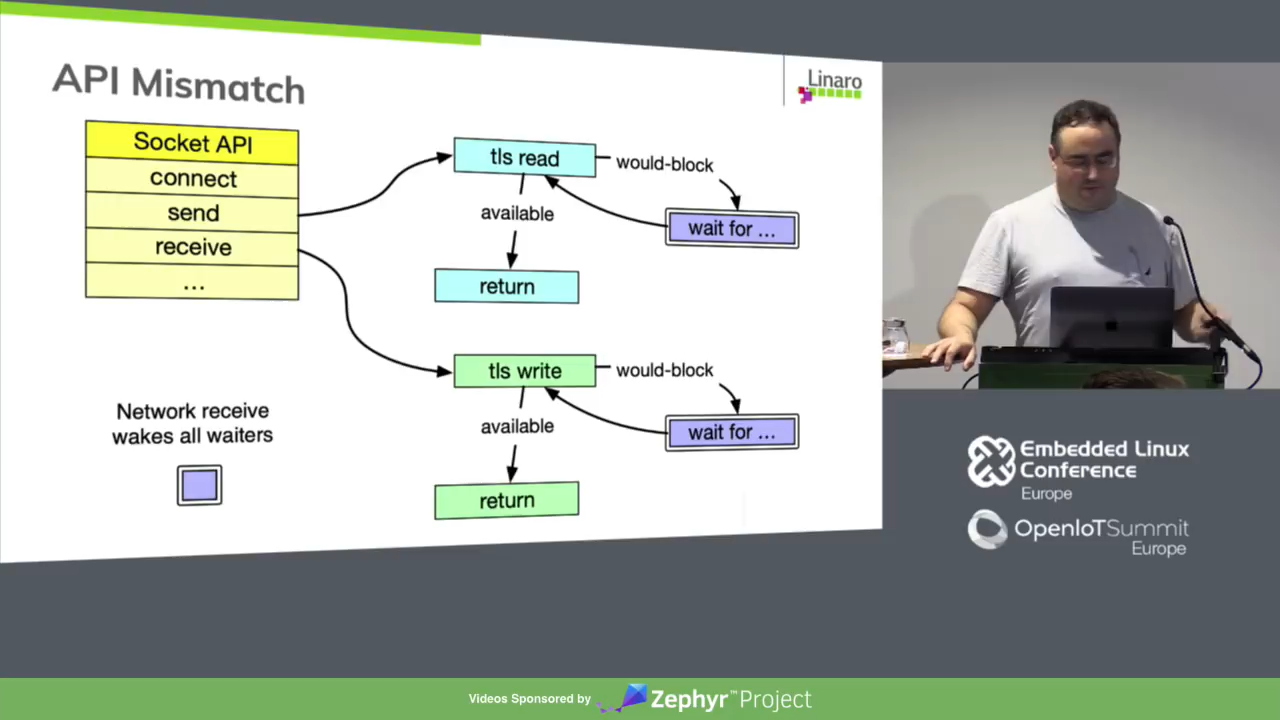 API Mismatch
Linaro
Socket API
connect
send
receive
...
tls read
would-block
available
wait for ...
return
tls write
would-block
available
wait for ...
return
Network receive
wakes all waiters
Embedded Linux
Conference
Europe
OpenIoTSummit
Europe
Videos Sponsored by
Zephyr™Project